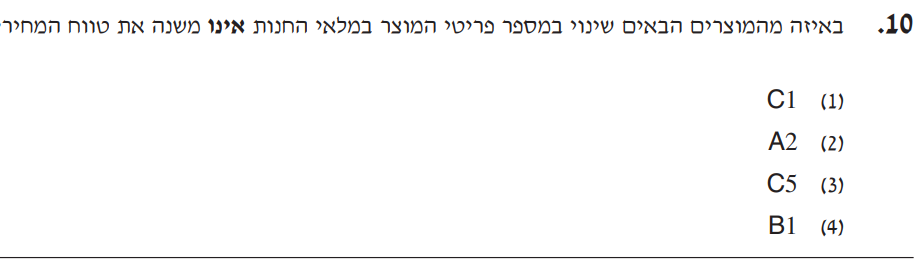 10. באיזה מהמוצרים הבאים שינוי במספר פריטי המוצר במלאי החנות אינו משנה את טווח
(1) C1
(2) A2
(3) C5
(4) B1